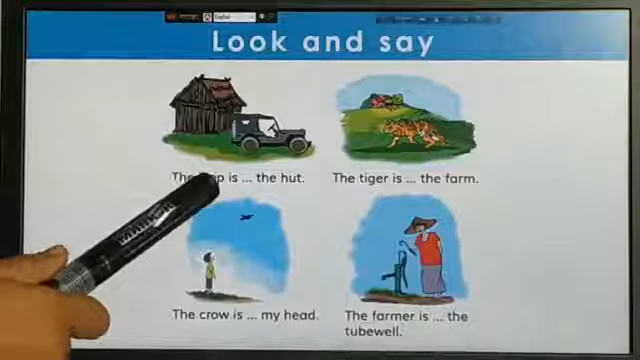 Look and say
The is ... the hut.
The tiger is ... the farm.
The crow is ... my head.
The farmer is ... the
tubewell.